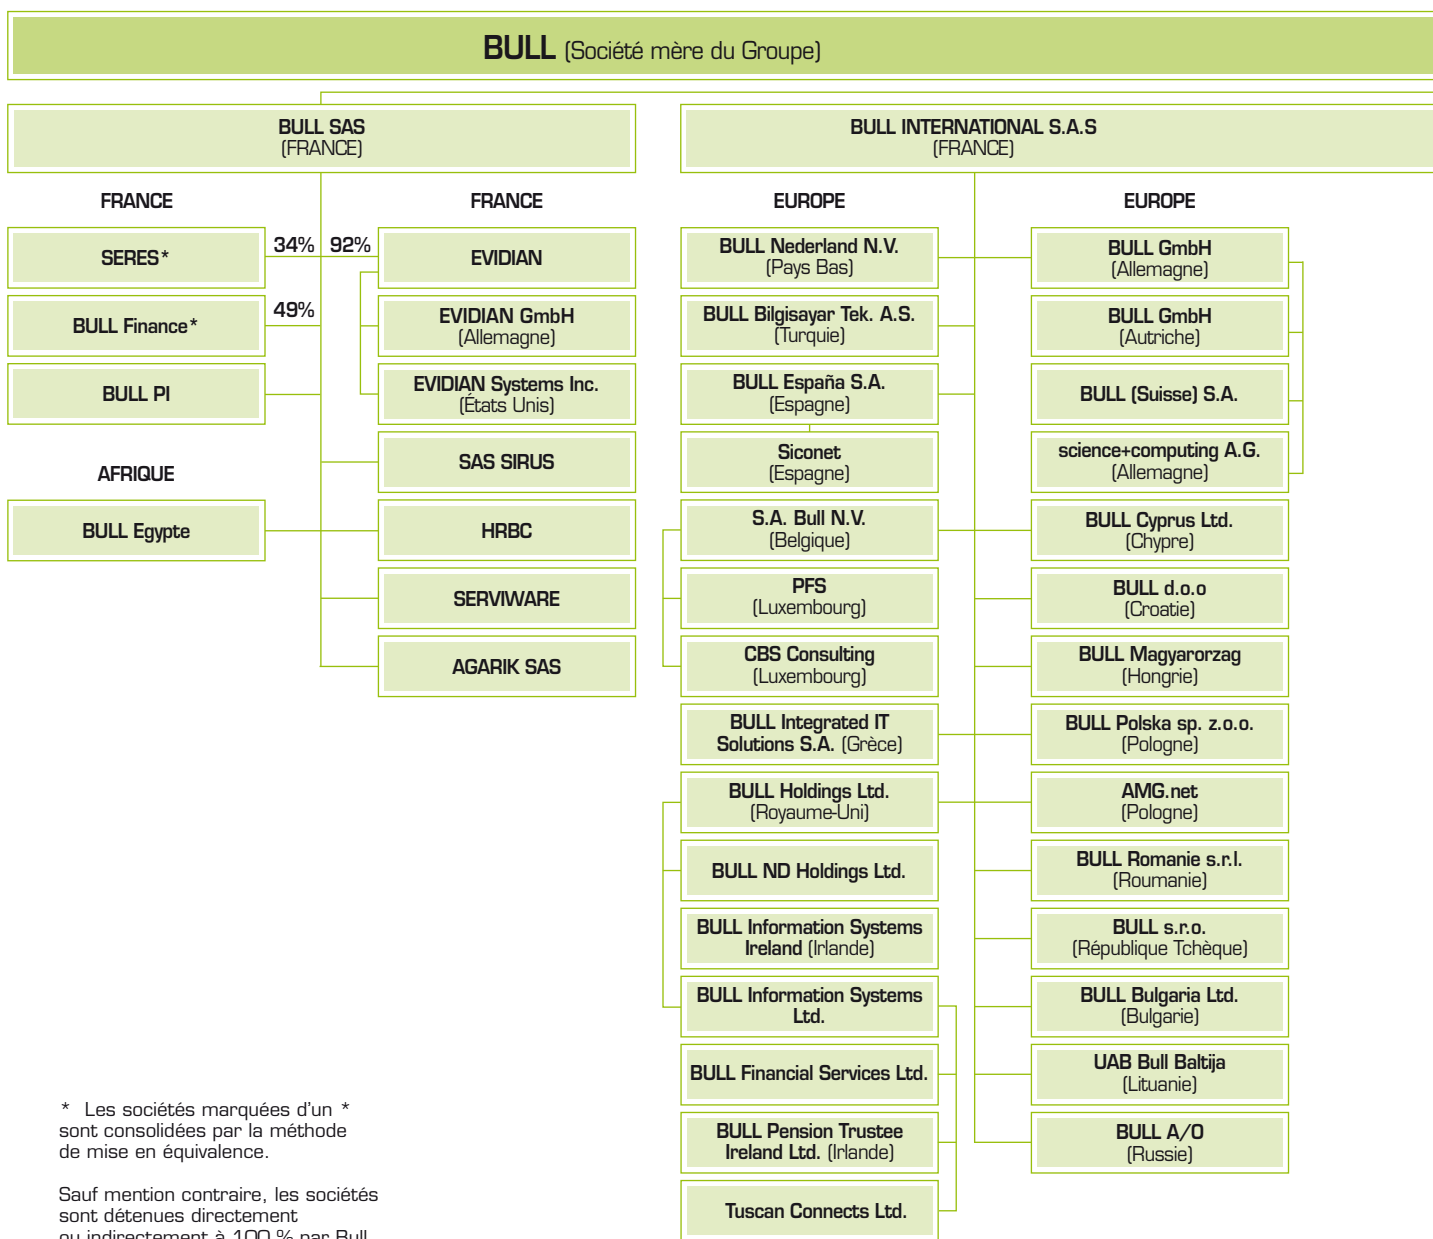 BULL (Société mère du Groupe)
BULL SAS
(FRANCE)
FRANCE
FRANCE
SERES*
34%
92%
EVIDIAN
BULL Finance*
49%
EVIDIAN GmbH
(Allemagne)
BULL PI
EVIDIAN Systems Inc.
(États Unis)
AFRIQUE
SAS SIRUS
BULL Egypte
HRBC
SERVIWARE
AGARIK SAS
BULL INTERNATIONAL S.A.S
(FRANCE)
EUROPE
BULL Nederland N.V.
(Pays Bas)
BULL Bilgisayar Tek. A.S.
(Turquie)
BULL España S.A.
(Espagne)
Siconet
(Espagne)
S.A. Bull N.V.
(Belgique)
PFS
(Luxembourg)
CBS Consulting
(Luxembourg)
BULL Integrated IT
Solutions S.A. (Grèce)
BULL Holdings Ltd.
(Royaume-Uni)
BULL ND Holdings Ltd.
BULL Information Systems
Ireland (Irlande)
BULL Information Systems
Ltd.
BULL Financial Services Ltd.
BULL Pension Trustee
Ireland Ltd. (Irlande)
Tuscan Connects Ltd.
EUROPE
BULL GmbH
(Allemagne)
BULL GmbH
(Autriche)
BULL (Suisse) S.A.
science+computing A.G.
(Allemagne)
BULL Cyprus Ltd.
(Chypre)
BULL d.o.o
(Croatie)
BULL Magyarorzag
(Hongrie)
BULL Polska sp. z.o.o.
(Pologne)
AMG.net
(Pologne)
BULL Romanie s.r.l.
(Roumanie)
BULL s.r.o.
(République Tchèque)
BULL Bulgaria Ltd.
(Bulgarie)
UAB Bull Baltija
(Lituanie)
BULL A/O
(Russie)
* Les sociétés marquées d'un *
sont consolidées par la méthode
de mise en équivalence.
Sauf mention contraire, les sociétés
sont détenues directement
ou indirectement à 100 % par Bull